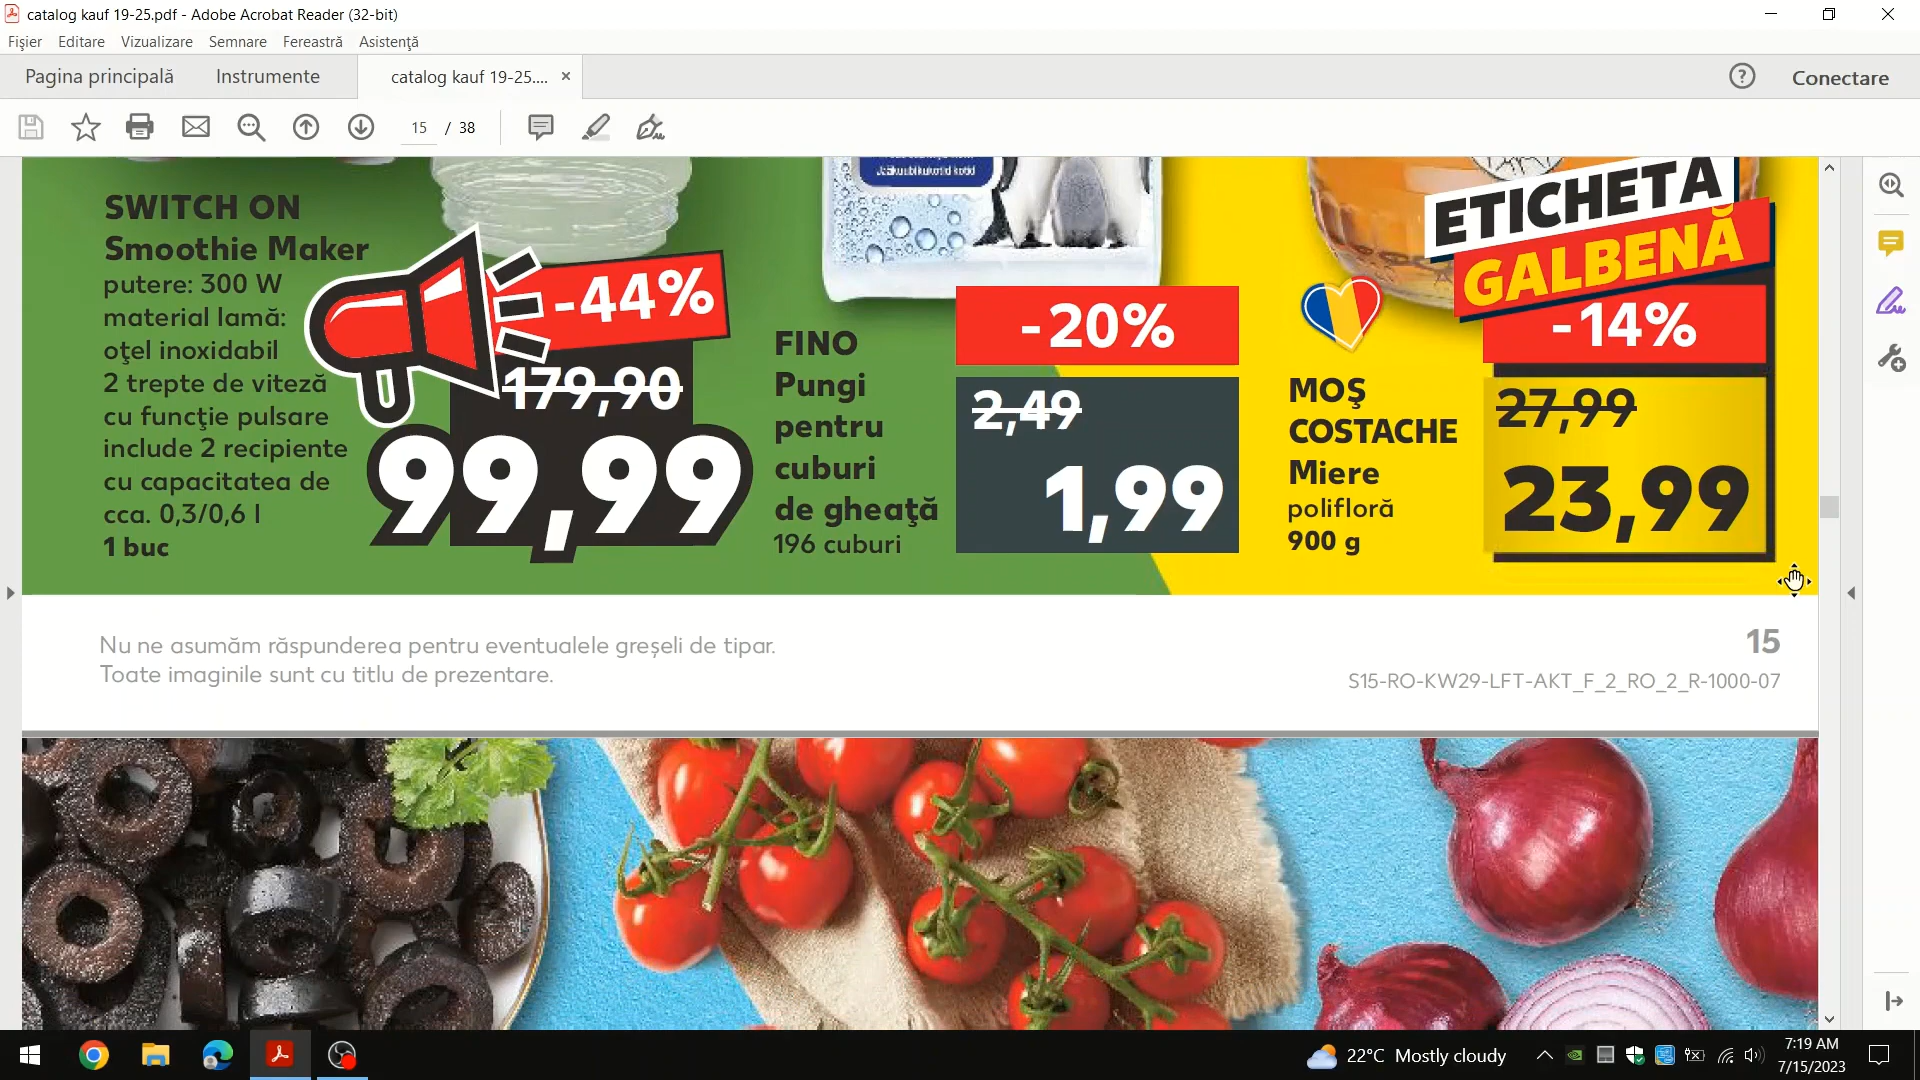 catalog kauf 19-25.pdf - Adobe Acrobat Reader (32-bit)
Fișier Editare Vizualizare Semnare Fereastră Asistență
Pagina principală Instrumente catalog kauf 19-25.... × Conectare
15 / 38
Jääkuubikukotid kotid
SWITCH ON
Smoothie Maker
putere: 300 W
material lamă:
oţel inoxidabil
2 trepte de viteză
cu funcţie pulsare
include 2 recipiente
cu capacitatea de
cca. 0,3/0,6 l
1 buc
-44%
179,90
99,99
FINO
Pungi
pentru
cuburi
de gheaţă
196 cuburi
-20%
2,49
1,99
MOŞ
COSTACHE
Miere
polifloră
900 g
ETICHETA
GALBENĂ
-14%
27,99
23,99
Nu ne asumăm răspunderea pentru eventualele greșeli de tipar.
Toate imaginile sunt cu titlu de prezentare.
15
S15-RO-KW29-LFT-AKT_F_2_RO_2_R-1000-07
22°C Mostly cloudy
7:19 AM
7/15/2023